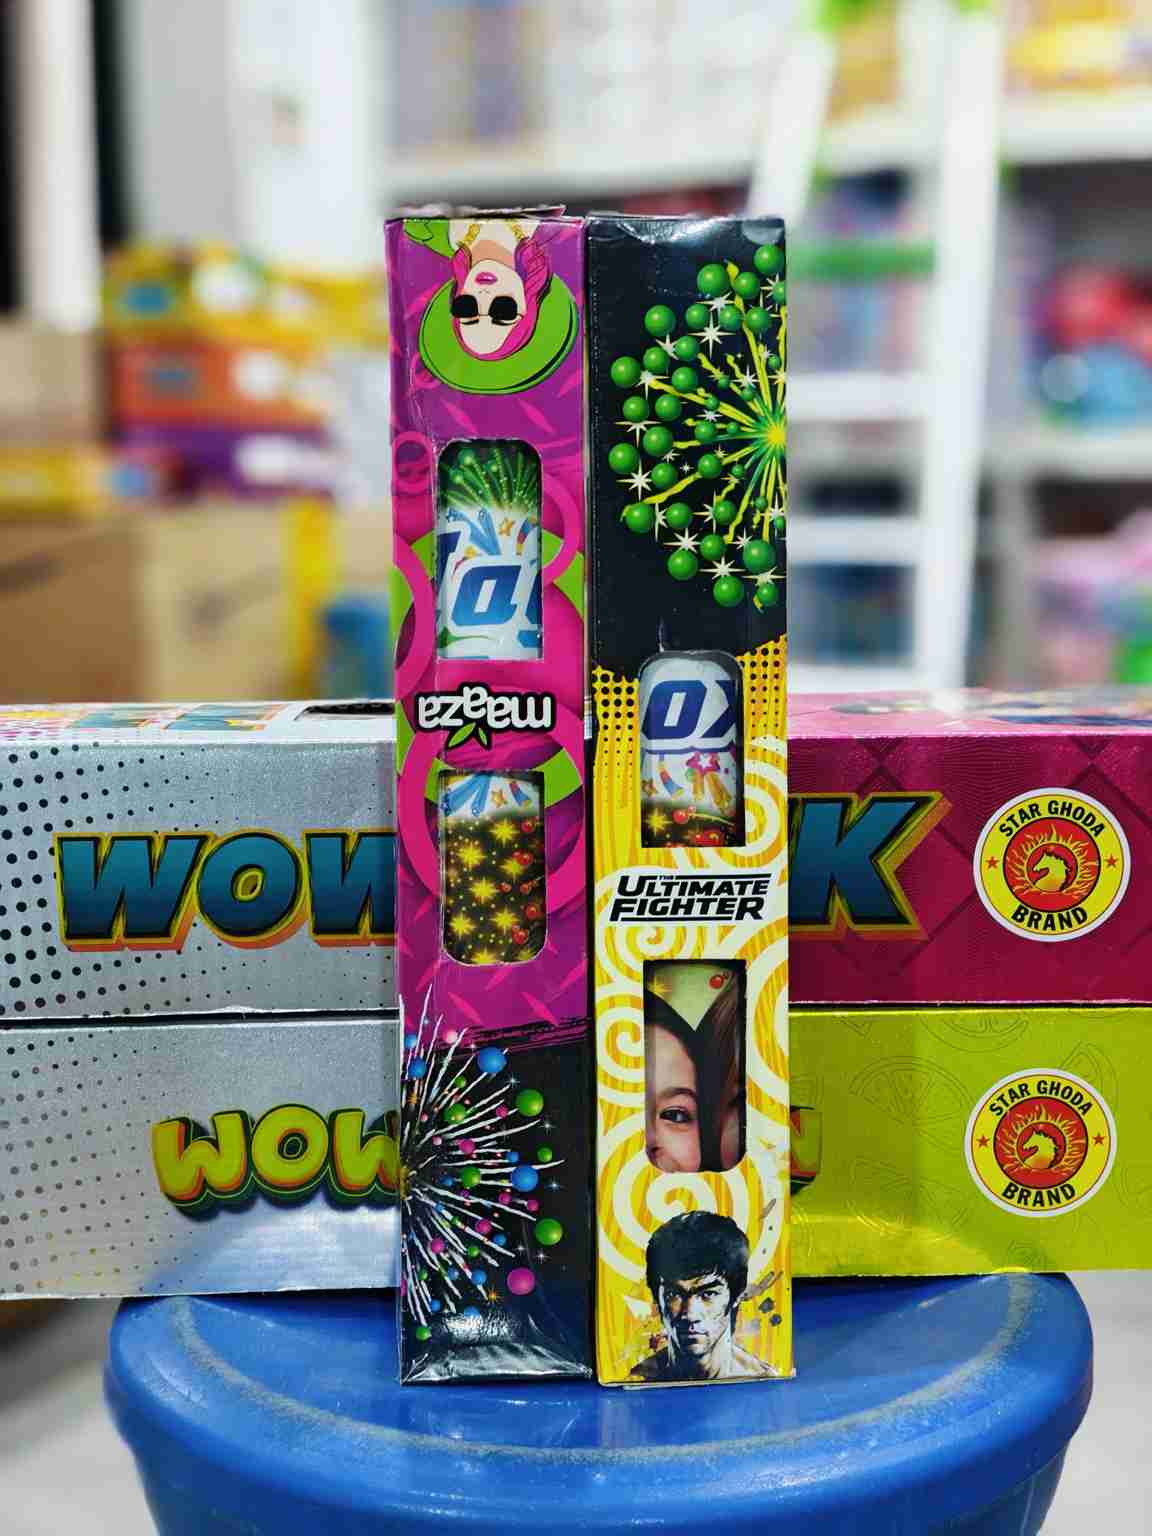 maaza
THE
ULTIMATE
FIGHTER
WOW
K
STAR GHODA
BRAND
WOW
STAR GHODA
BRAND